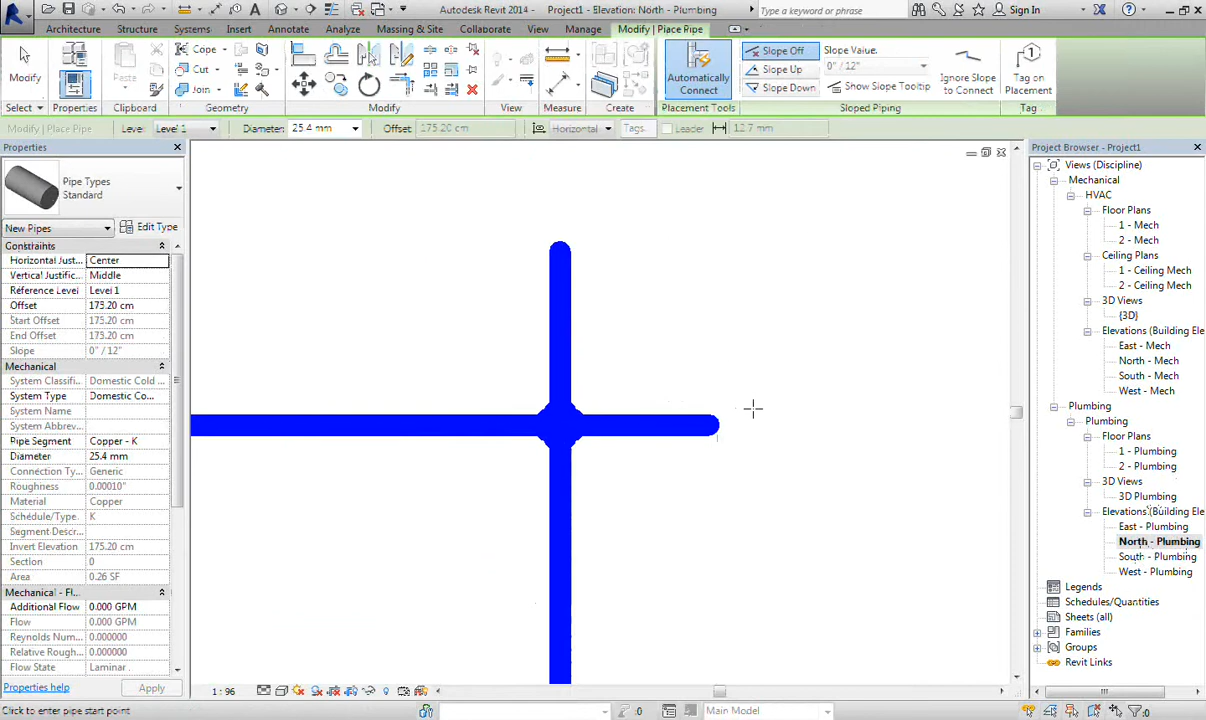 Autodesk Revit 2014 - Project1 - Elevation: North - Plumbing
Type a keyword or phrase
Sign In
Architecture Structure Systems Insert Annotate Analyze Massing & Site Collaborate View Manage Modify | Place Pipe
Modify
Paste
Cope
Cut
Join
Automatically
Connect
Slope Off
Slope Up
Slope Down
Slope Value:
0" / 12"
Show Slope Tooltip
Ignore Slope
to Connect
Tag on
Placement
Select Properties Clipboard Geometry Modify View Measure Create Placement Tools Sloped Piping Tag
Modify | Place Pipe Level Level 1 Diameter: 25.4 mm Offset: 175.20 cm Horizontal Tags... Leader 12.7 mm
Properties
Pipe Types
Standard
New Pipes Edit Type
Constraints
Horizontal Just... Center
Vertical Justific... Middle
Reference Level Level 1
Offset 175.20 cm
Start Offset 175.20 cm
End Offset 175.20 cm
Slope 0" / 12"
Mechanical
System Classifi... Domestic Cold ...
System Type Domestic Co...
System Name
System Abbrev...
Pipe Segment Copper - K
Diameter 25.4 mm
Connection Ty... Generic
Roughness 0.00010"
Material Copper
Schedule/Type K
Segment Descr...
Invert Elevation 175.20 cm
Section 0
Area 0.26 SF
Mechanical - Fl...
Additional Flow 0.000 GPM
Flow 0.000 GPM
Reynolds Num... 0.000000
Relative Rough... 0.000000
Flow State Laminar
Properties help Apply
Project Browser - Project1
Views (Discipline)
Mechanical
HVAC
Floor Plans
1 - Mech
2 - Mech
Ceiling Plans
1 - Ceiling Mech
2 - Ceiling Mech
3D Views
{3D}
Elevations (Building Ele
East - Mech
North - Mech
South - Mech
West - Mech
Plumbing
Plumbing
Floor Plans
1 - Plumbing
2 - Plumbing
3D Views
3D Plumbing
Elevations (Building Ele
East - Plumbing
North - Plumbing
South - Plumbing
West - Plumbing
Legends
Schedules/Quantities
Sheets (all)
Families
Groups
Revit Links
1 : 96
Click to enter pipe start point
:0
Main Model
:0